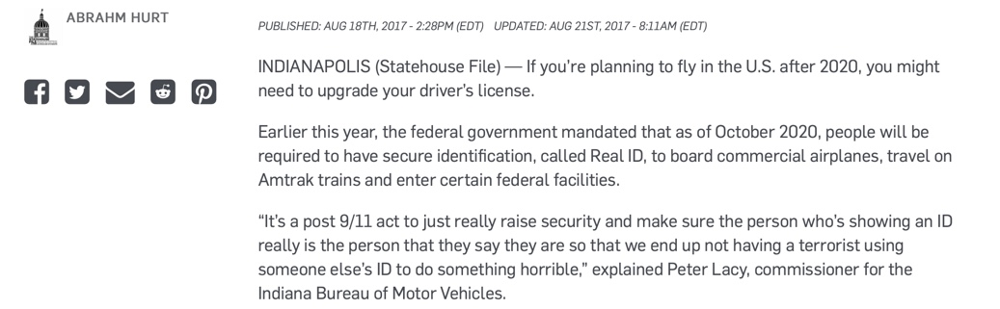 ABRAHM HURT
PUBLISHED: AUG 18TH, 2017 - 2:28PM (EDT) UPDATED: AUG 21ST, 2017 - 8:11AM (EDT)
INDIANAPOLIS (Statehouse File) — If you’re planning to fly in the U.S. after 2020, you might
need to upgrade your driver’s license.
Earlier this year, the federal government mandated that as of October 2020, people will be
required to have secure identification, called Real ID, to board commercial airplanes, travel on
Amtrak trains and enter certain federal facilities.
“It’s a post 9/11 act to just really raise security and make sure the person who’s showing an ID
really is the person that they say they are so that we end up not having a terrorist using
someone else’s ID to do something horrible,” explained Peter Lacy, commissioner for the
Indiana Bureau of Motor Vehicles.